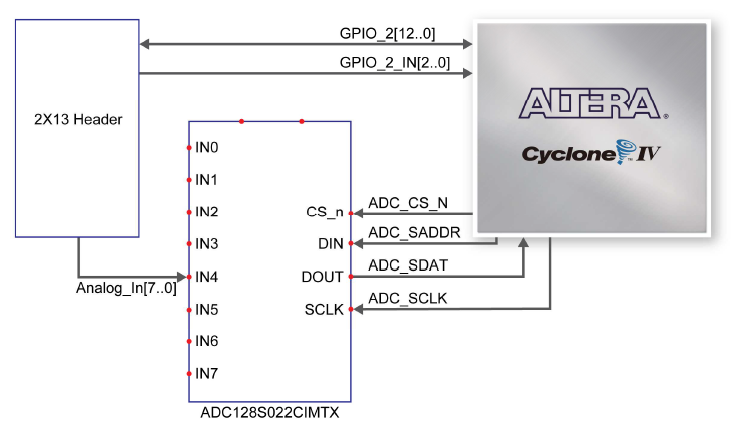 GPIO_2[12..0]
GPIO_2_IN[2..0]
2X13 Header
ALTERA®
Cyclone™ IV
IN0
IN1
IN2
IN3
IN4
IN5
IN6
IN7
CS_n
DIN
DOUT
SCLK
ADC_CS_N
ADC_SADDR
ADC_SDAT
ADC_SCLK
Analog_In[7..0]
ADC128S022CIMTX